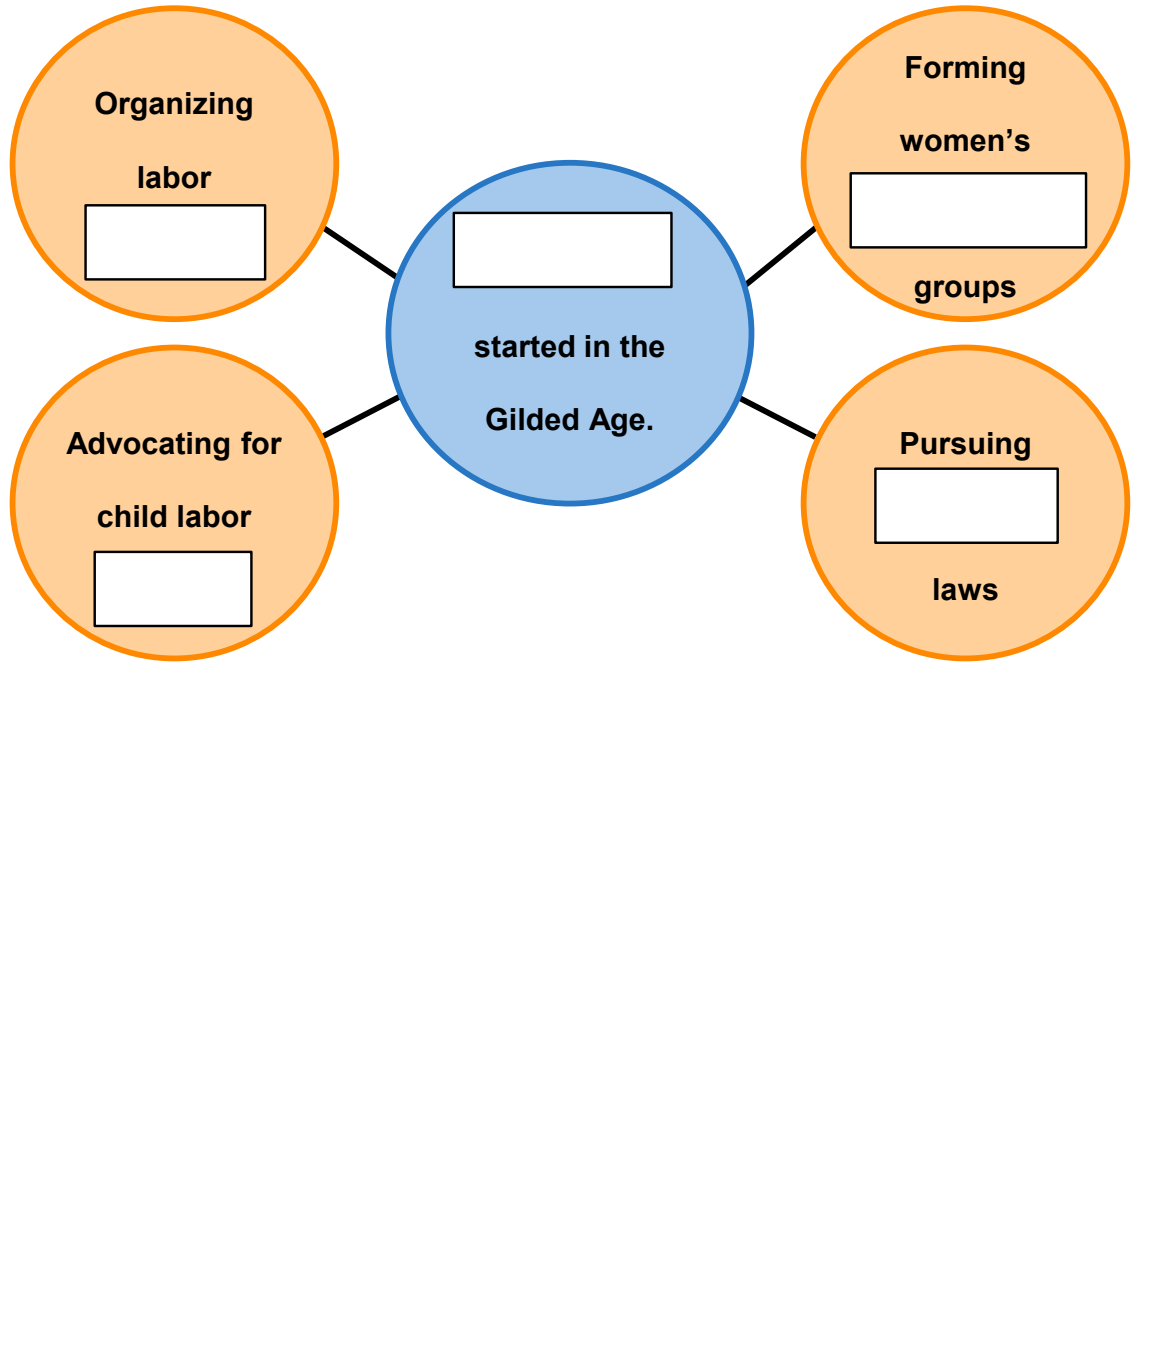 Organizing
labor
Forming
women’s
groups
started in the
Gilded Age.
Advocating for
child labor
Pursuing
laws